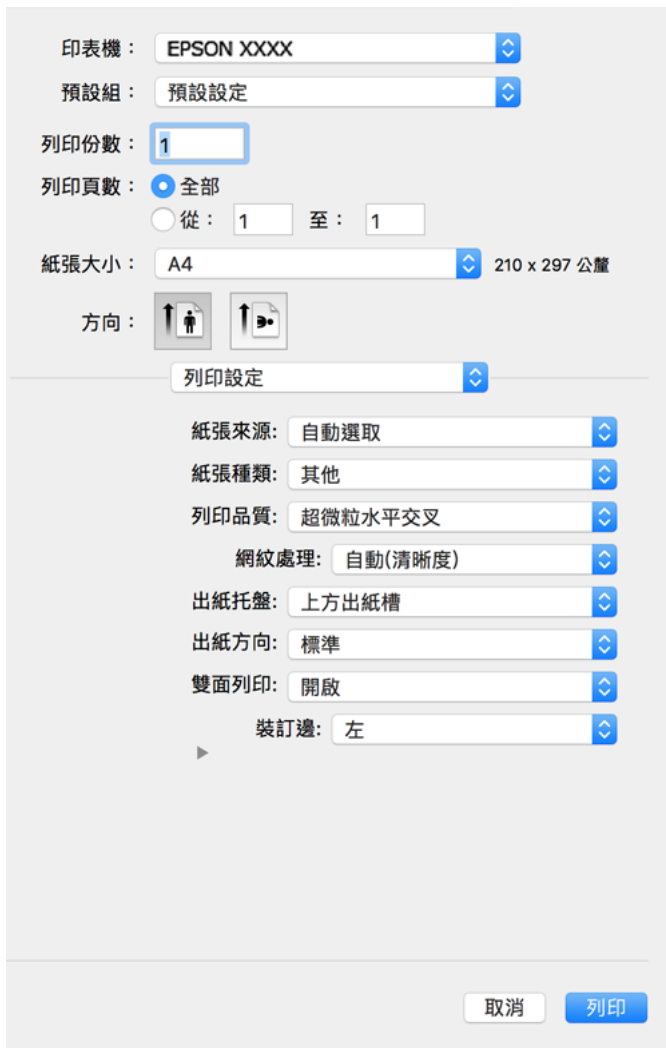 印表機： EPSON XXXX
預設組： 預設設定
列印份數： 1
列印頁數： 全部
從： 1 至： 1
紙張大小： A4 210 x 297 公釐
方向：
列印設定
紙張來源: 自動選取
紙張種類: 其他
列印品質: 超微粒水平交叉
網紋處理: 自動(清晰度)
出紙托盤: 上方出紙槽
出紙方向: 標準
雙面列印: 開啟
裝訂邊: 左
取消 列印